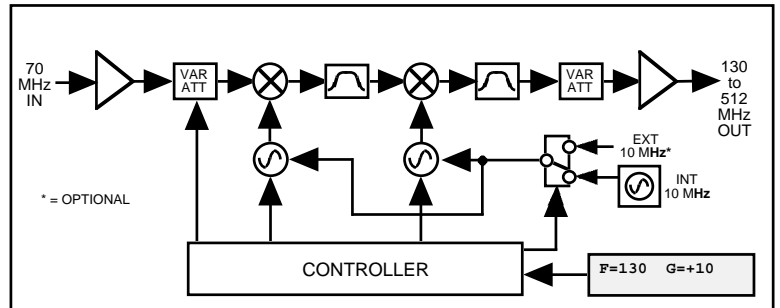 70
MHz
IN
VAR
ATT
VAR
ATT
130
to
512
MHz
OUT
EXT
10 MHz*
INT
10 MHz
* = OPTIONAL
CONTROLLER
F=130 G=+10